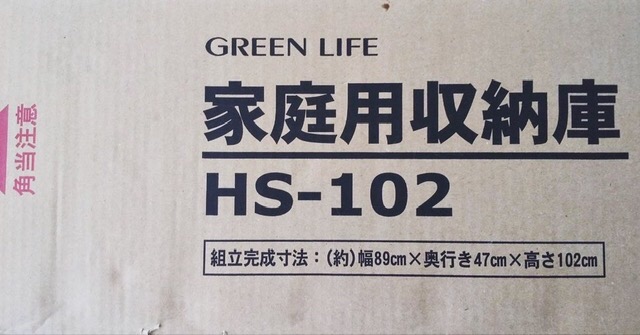 GREEN LIFE
家庭用収納庫
HS-102
組立完成寸法：(約)幅89cm×奥行き47cm×高さ102cm
角当注意